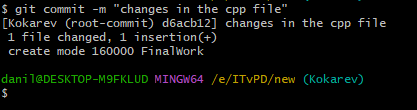 $ git commit -m "changes in the cpp file"
[Kokarev (root-commit) d6acb12] changes in the cpp file
 1 file changed, 1 insertion(+)
 create mode 160000 FinalWork

danil@DESKTOP-M9FKLUD MINGW64 /e/ITvPD/new (Kokarev)
$